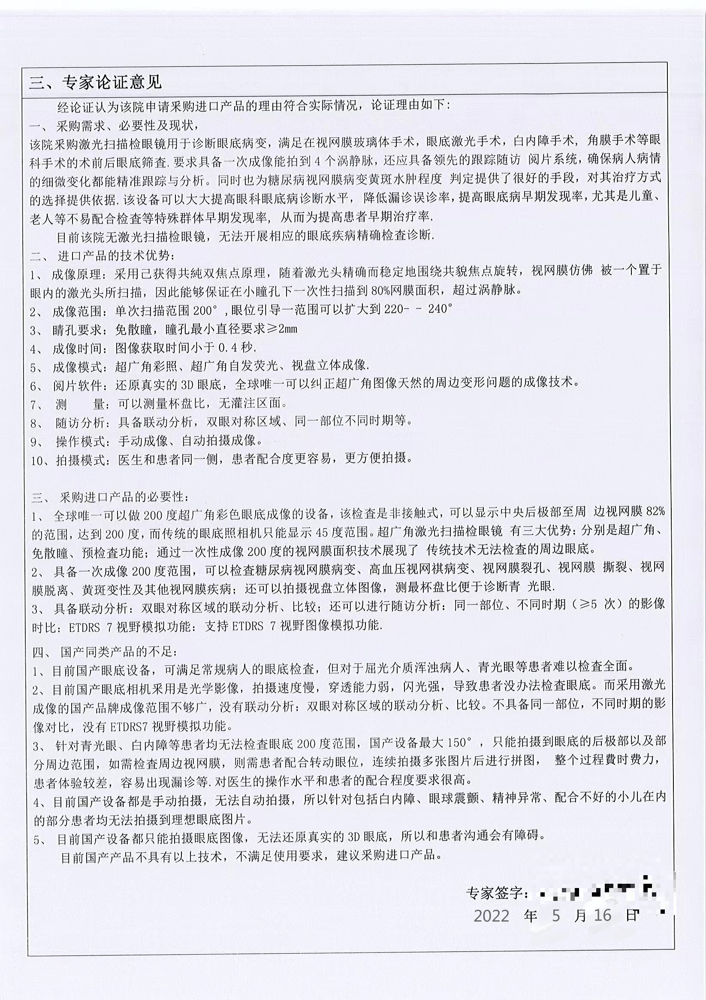 三、专家论证意见
经论证认为该院申请采购进口产品的理由符合实际情况，论证理由如下：
一、 采购需求、必要性及现状，
该院采购激光扫描检眼镜用于诊断眼底病变，满足在视网膜玻璃体手术，眼底激光手术，白内障手术, 角膜手术等眼
科手术的术前后眼底筛查.要求具备一次成像能拍到 4 个涡静脉，还应具备领先的跟踪随访 阅片系统，确保病人病情
的细微变化都能精准跟踪与分析。同时也为糖尿病视网膜病变黄斑水肿程度 判定提供了很好的手段，对其治疗方式
的选择提供依据.该设备可以大大提高眼科眼底病诊断水平, 降低漏诊误诊率，提高眼底病早期发现率，尤其是儿童、
老人等不易配合检查等特殊群体早期发现率, 从而为提高患者早期治疗率.
目前该院无激光扫描检眼镜，无法开展相应的眼底疾病精确检查诊断.
二、 进口产品的技术优势：
1、 成像原理：采用己获得共純双焦点原理，随着激光头精确而稳定地围绕共貌焦点旋转，视网膜仿佛 被一个置于
眼内的激光头所扫描，因此能够保证在小瞳孔下一次性扫描到 80%网膜面积，超过涡静脉。
2、 成像范围：单次扫描范围 200° ,眼位引导一范围可以扩大到 220- - 240°
3、 睛孔要求：免散瞳，瞳孔最小直径要求≥2mm
4、 成像时间：图像获取时间小于 0.4 秒.
5、 成像模式：超广角彩照、超广角自发荧光、视盘立体成像.
6、 阅片软件：还原真实的 3D 眼底，全球唯一可以纠正超广角图像天然的周边变形问题的成像技术。
7、 测　　量：可以测量杯盘比，无灌注区面。
8、 随访分析：具备联动分析，双眼对称区域、同一部位不同时期等。
9、 操作模式：手动成像、自动拍摄成像。
10、拍摄模式：医生和患者同一侧，患者配合度更容易，更方便拍摄。
三、 采购进口产品的必要性：
1、 全球唯一可以做 200 度超广角彩色眼底成像的设备，该检查是非接触式，可以显示中央后极部至周 边视网膜 82%
的范围，达到 200 度，而传统的眼底照相机只能显示 45 度范围。超广角激光扫描检眼镜 有三大优势：分别是超广角、
免散瞳、预检查功能；通过一次性成像 200 度的视网膜面积技术展现了 传统技术无法检查的周边眼底。
2、 具备一次成像 200 度范围，可以检查糖尿病视网膜病变、高血压视网祺病变、视网膜裂孔、视网膜 撕裂、视网
膜脱离、黄斑变性及其他视网膜疾病；还可以拍摄视盘立体图像，测最杯盘比便于诊断青 光眼.
3、 具备联动分析：双眼对称区域的联动分析、比较；还可以进行随访分析：同一部位、不同时期（≥5 次）的影像
时比；ETDRS 7 视野模拟功能：支持 ETDRS 7 视野图像模拟功能.
四、 国产同类产品的不足：
1、目前国产眼底设备，可满足常规病人的眼底检查，但对于屈光介质浑浊病人、青光眼等患者难以检查全面。
2、目前国产眼底相机采用是光学影像，拍摄速度慢，穿透能力弱，闪光强，导致患者没办法检查眼底。而采用激光
成像的国产品牌成像范围不够广，没有联动分析：双眼对称区域的联动分析、比较。不具备同一部位，不同时期的影
像对比，没有 ETDRS7 视野模拟功能。
3、 针对青光眼、白内障等患者均无法检查眼底 200 度范围，国产设备最大 150° ，只能拍摄到眼底的后极部以及部
分周边范围，如需检查周边视网膜，则需患者配合转动眼位，连续拍摄多张图片后进行拼图， 整个过程費时费力，
患者体验较差，容易出现漏诊等.对医生的操作水平和患者的配合程度要求很高。
4、目前国产设备都是手动拍摄，无法自动拍摄，所以针对包括白内障、眼球震颤、精神异常、配合不好的小儿在内
的部分患者均无法拍摄到理想眼底图片。
5、 目前国产设备都只能拍摄眼底图像，无法还原真实的 3D 眼底，所以和患者沟通会有障碍。
目前国产产品不具有以上技术，不满足使用要求，建议采购进口产品。
专家签字：
2022 年 5 月 16 日